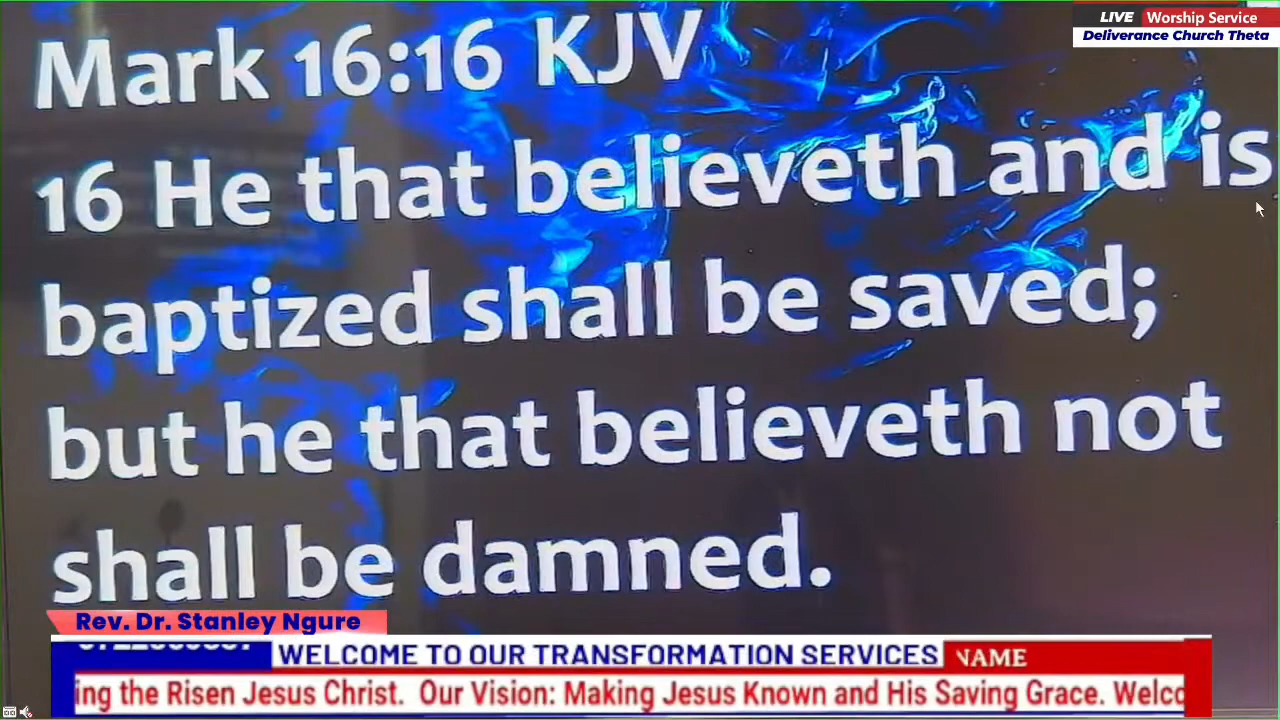 LIVE Worship Service
Deliverance Church Theta
Mark 16:16 KJV
16 He that believeth and is
baptized shall be saved;
but he that believeth not
shall be damned.
Rev. Dr. Stanley Ngure
WELCOME TO OUR TRANSFORMATION SERVICES NAME
ing the Risen Jesus Christ. Our Vision: Making Jesus Known and His Saving Grace. Welco